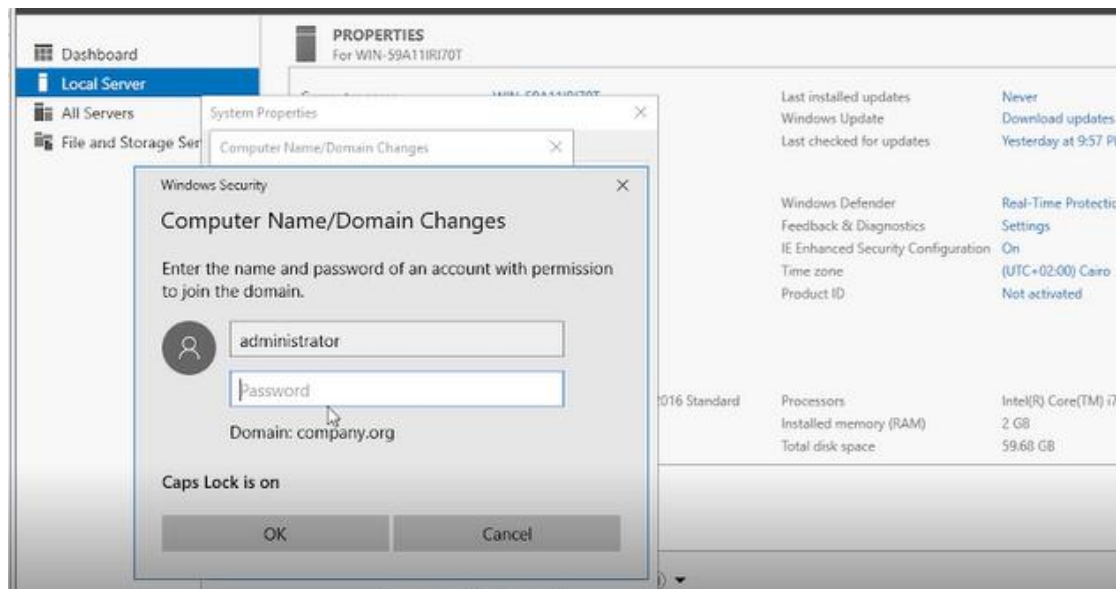 Dashboard
Local Server
All Servers
File and Storage Ser
PROPERTIES
For WIN-59A11IRI70T
System Properties
Computer Name/Domain Changes
Windows Security
Computer Name/Domain Changes
Enter the name and password of an account with permission
to join the domain.
administrator
Password
Domain: company.org
Caps Lock is on
OK
Cancel
2016 Standard
Last installed updates Never
Windows Update Download updates
Last checked for updates Yesterday at 9:57
Windows Defender Real-Time Protectio
Feedback & Diagnostics Settings
IE Enhanced Security Configuration On
Time zone (UTC+02:00) Cairo
Product ID Not activated
Processors Intel(R) Core(TM) i7
Installed memory (RAM) 2 GB
Total disk space 59.68 GB